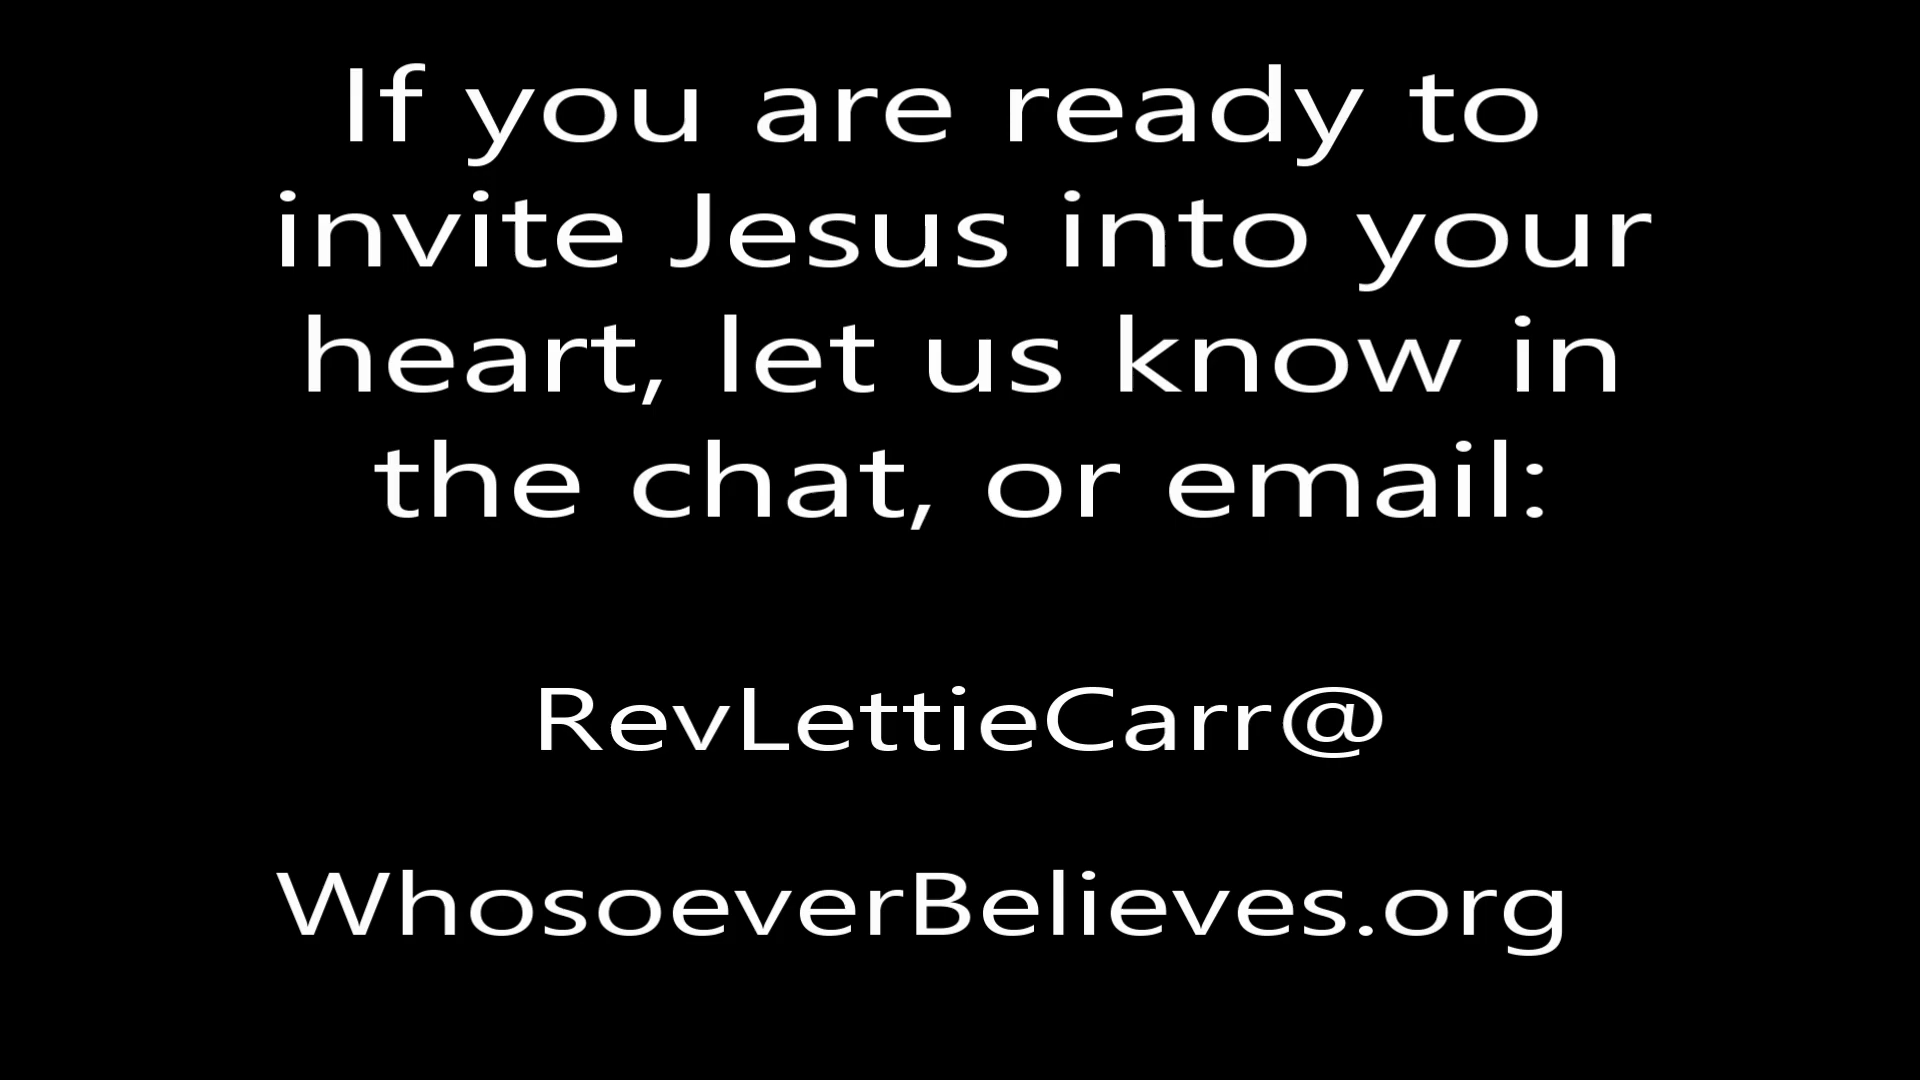 If you are ready to
invite Jesus into your
heart, let us know in
the chat, or email:
RevLettieCarr@
WhosoeverBelieves.org